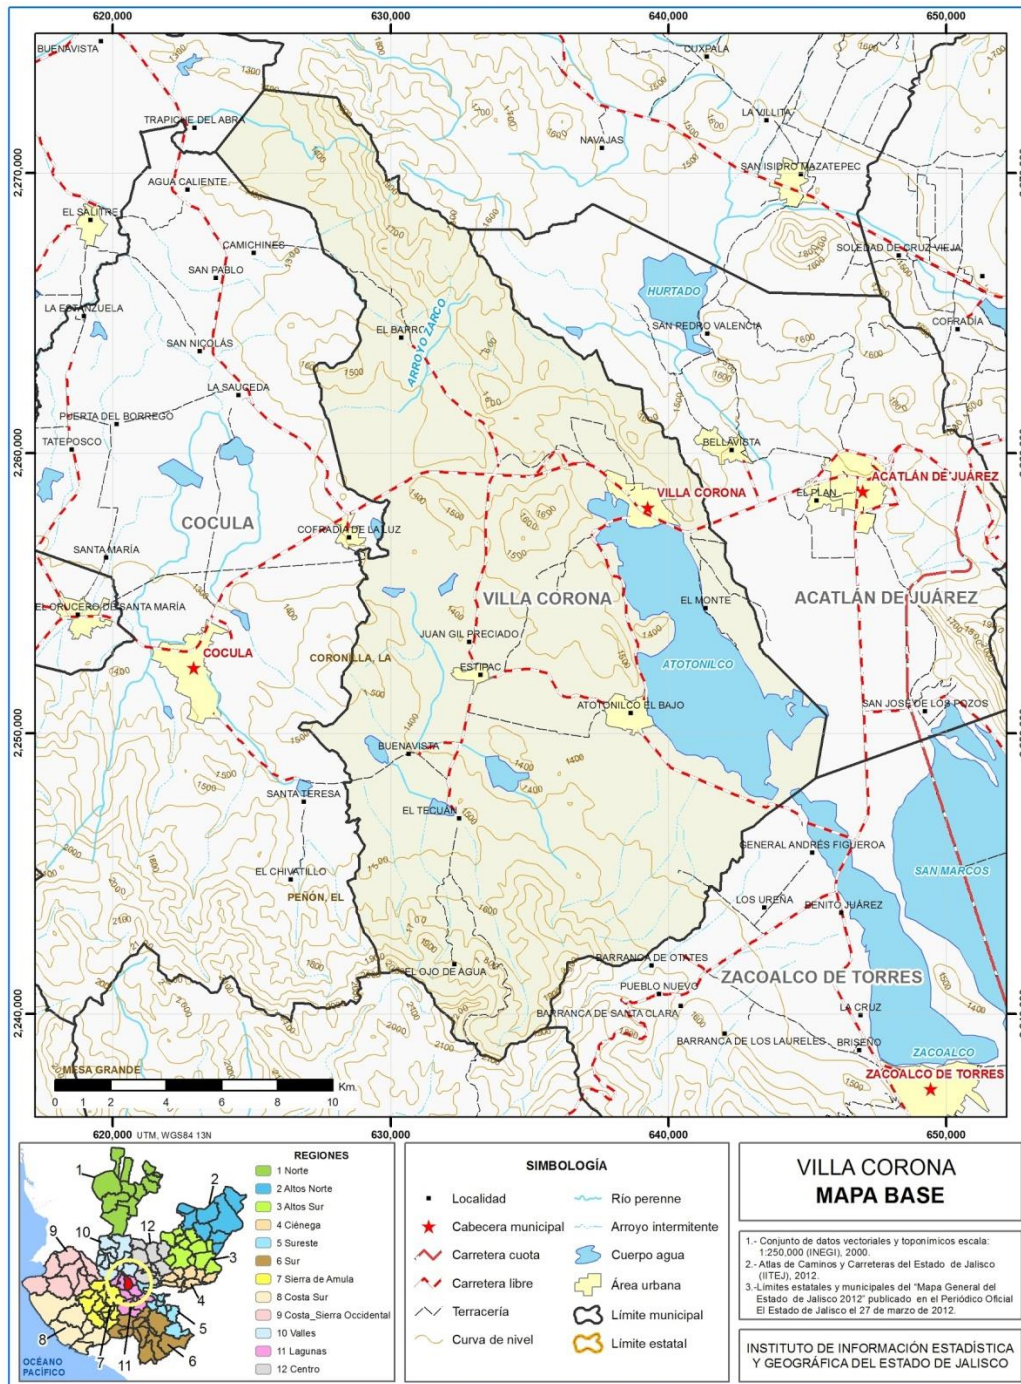 620,000
630,000
640,000
650,000
BUENAVISTA
CUXPALA
TRAPICHE DEL ABRA
LA VILLITA
NAVAJAS
2,270,000
SAN ISIDRO MAZATEPEC
AGUA CALIENTE
EL SALITRE
CAMICHINES
SOLEDAD DE CRUZ VIEJA
SAN PABLO
HURTADO
LA ESTANZUELA
EL BARRO
ARROYO ZARCO
SAN PEDRO VALENCIA
COFRADÍA
SAN NICOLÁS
LA SAUCEDA
PUERTA DEL BORREGO
TATEPOSCO
BELLAVISTA
2,260,000
ACATLÁN DE JUÁREZ
VILLA CORONA
EL PLAN
COCULA
COFRADÍA DE LA LUZ
SANTA MARÍA
VILLA CORONA
ACATLÁN DE JUÁREZ
EL CRUCERO DE SANTA MARÍA
EL MONTE
JUAN GIL PRECIADO
COCULA
CORONILLA, LA
ESTIPAC
ATOTONILCO
SAN JOSÉ DE LOS POZOS
ATOTONILCO EL BAJO
2,250,000
BUENAVISTA
SANTA TERESA
EL TECUÁN
GENERAL ANDRÉS FIGUEROA
EL CHIVATILLO
SAN MARCOS
PEÑÓN, EL
LOS UREÑA
BENITO JUÁREZ
BARRANCA DE OTATES
EL OJO DE AGUA
ZACOALCO DE TORRES
PUEBLO NUEVO
BARRANCA DE SANTA CLARA
LA CRUZ
2,240,000
BARRANCA DE LOS LAURELES
BRISEÑO
ZACOALCO
MESA GRANDE
ZACOALCO DE TORRES
Km.
0 1 2 4 6 8 10
620,000
UTM, WGS84 13N
630,000
640,000
650,000
REGIONES
1 Norte
2 Altos Norte
3 Altos Sur
4 Ciénega
5 Sureste
6 Sur
7 Sierra de Amula
8 Costa Sur
9 Costa_Sierra Occidental
10 Valles
11 Lagunas
12 Centro
1
2
10
12
9
3
4
5
8
7
11
6
OCÉANO
PACÍFICO
SIMBOLOGÍA
Localidad
Cabecera municipal
Carretera cuota
Carretera libre
Terracería
Curva de nivel
Río perenne
Arroyo intermitente
Cuerpo agua
Área urbana
Límite municipal
Límite estatal
VILLA CORONA
MAPA BASE
1.- Conjunto de datos vectoriales y toponimicos escala:
1:250,000 (INEGI), 2000.
2.- Atlas de Caminos y Carreteras del Estado de Jalisco
(IITEJ), 2012.
3.-Límites estatales y municipales del "Mapa General del
Estado de Jalisco 2012" publicado en el Periódico Oficial
El Estado de Jalisco el 27 de marzo de 2012.
INSTITUTO DE INFORMACIÓN ESTADÍSTICA
Y GEOGRÁFICA DEL ESTADO DE JALISCO